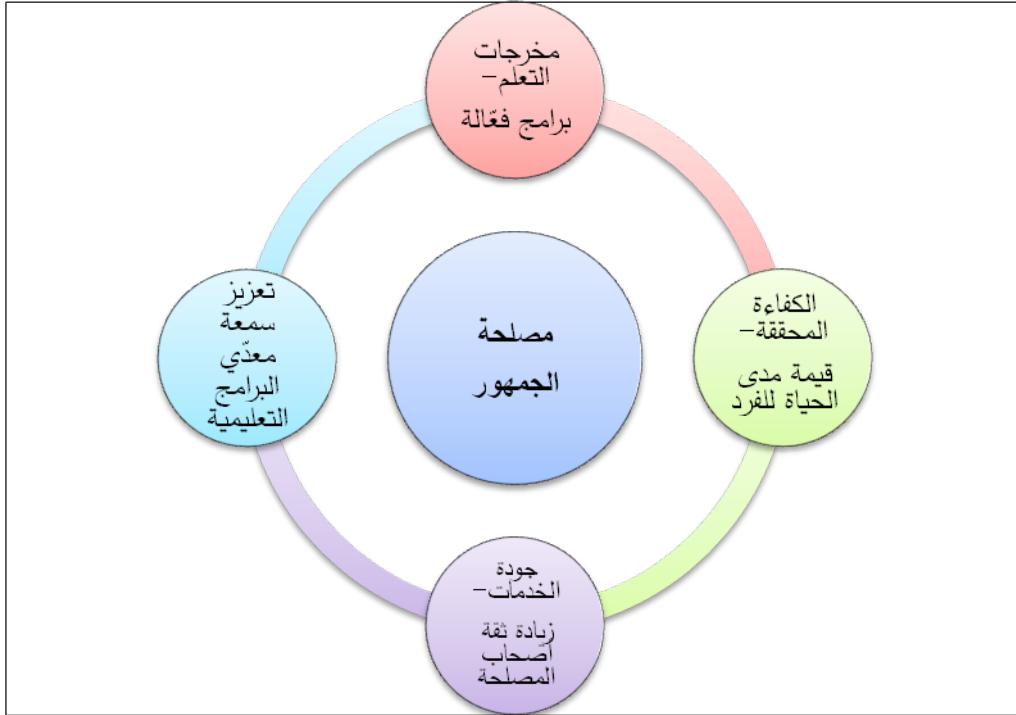 مخرجات
التعلم–
برامج فعّالة
الكفاءة
المحققة–
قيمة مدى
الحياة للفرد
جودة
الخدمات–
زيادة ثقة
أصحاب
المصلحة
تعزيز
سمعة
معدّي
البرامج
التعليمية
مصلحة
الجمهور